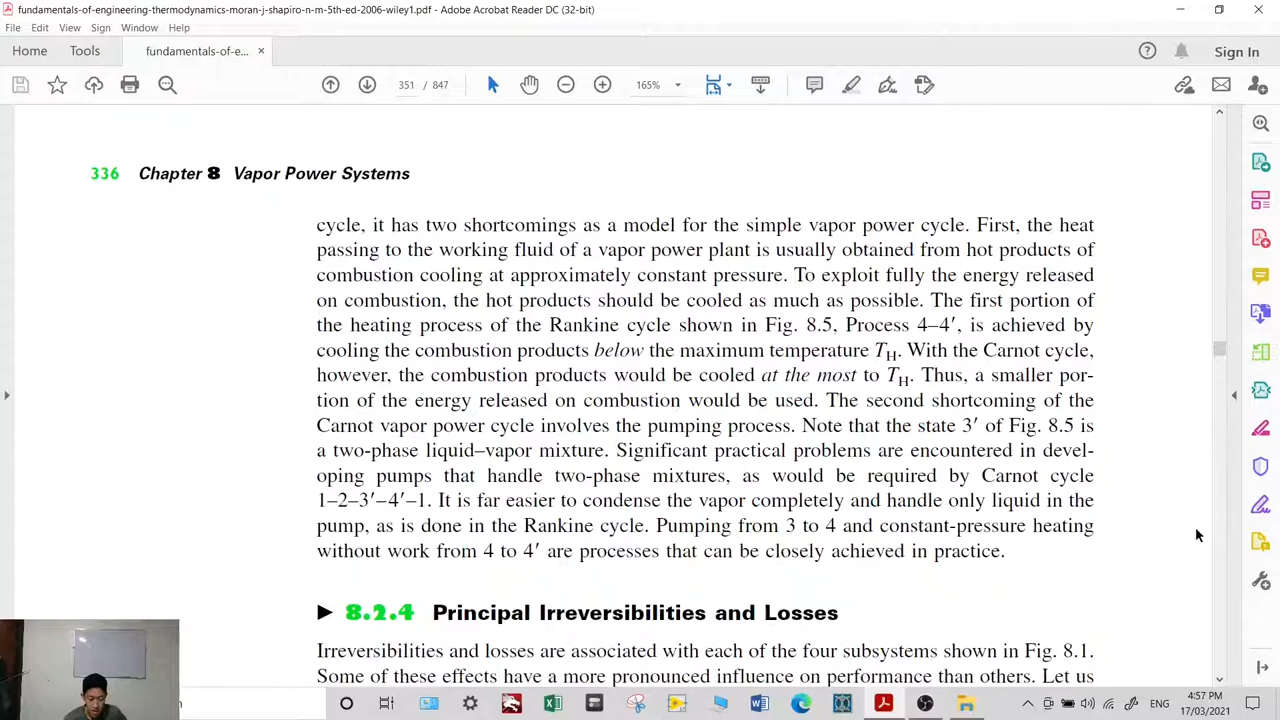 fundamentals-of-engineering-thermodynamics-moran-j-shapiro-n-m-5th-ed-2006-wiley1.pdf - Adobe Acrobat Reader DC (32-bit)
File Edit View Sign Window Help
Home Tools fundamentals-of-e... × Sign In
351 / 847 165%
336 Chapter 8 Vapor Power Systems
cycle, it has two shortcomings as a model for the simple vapor power cycle. First, the heat
passing to the working fluid of a vapor power plant is usually obtained from hot products of
combustion cooling at approximately constant pressure. To exploit fully the energy released
on combustion, the hot products should be cooled as much as possible. The first portion of
the heating process of the Rankine cycle shown in Fig. 8.5, Process 4–4′, is achieved by
cooling the combustion products below the maximum temperature TH. With the Carnot cycle,
however, the combustion products would be cooled at the most to TH. Thus, a smaller por-
tion of the energy released on combustion would be used. The second shortcoming of the
Carnot vapor power cycle involves the pumping process. Note that the state 3′ of Fig. 8.5 is
a two-phase liquid–vapor mixture. Significant practical problems are encountered in devel-
oping pumps that handle two-phase mixtures, as would be required by Carnot cycle
1–2–3′–4′–1. It is far easier to condense the vapor completely and handle only liquid in the
pump, as is done in the Rankine cycle. Pumping from 3 to 4 and constant-pressure heating
without work from 4 to 4′ are processes that can be closely achieved in practice.
► 8.2.4 Principal Irreversibilities and Losses
Irreversibilities and losses are associated with each of the four subsystems shown in Fig. 8.1.
Some of these effects have a more pronounced influence on performance than others. Let us
ENG 4:57 PM
17/03/2021